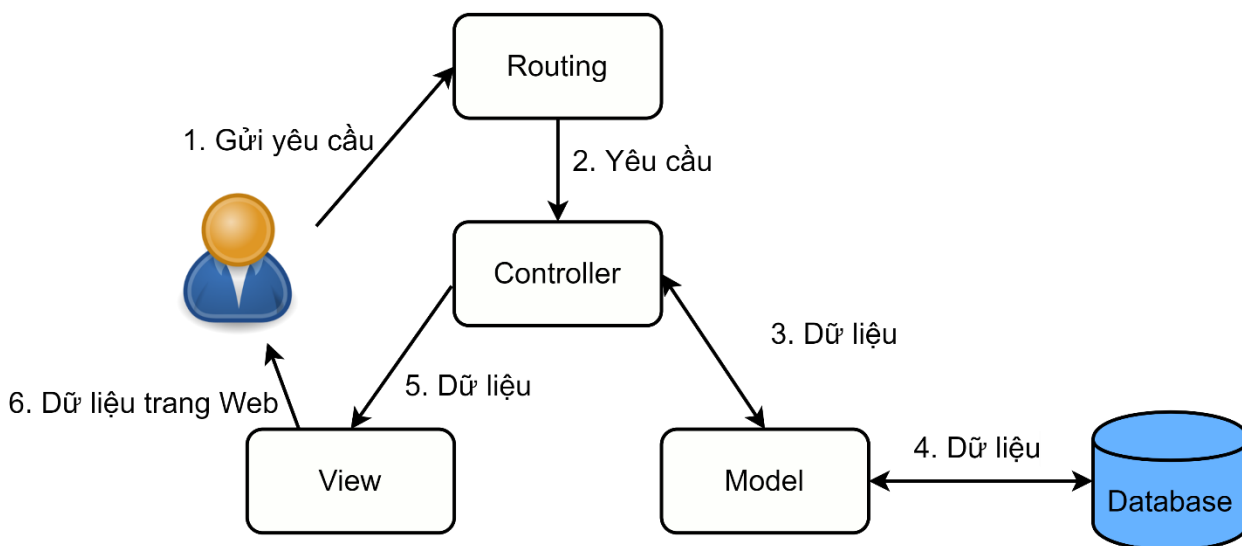 Routing
1. Gửi yêu cầu
2. Yêu cầu
Controller
3. Dữ liệu
5. Dữ liệu
6. Dữ liệu trang Web
4. Dữ liệu
View
Model
Database